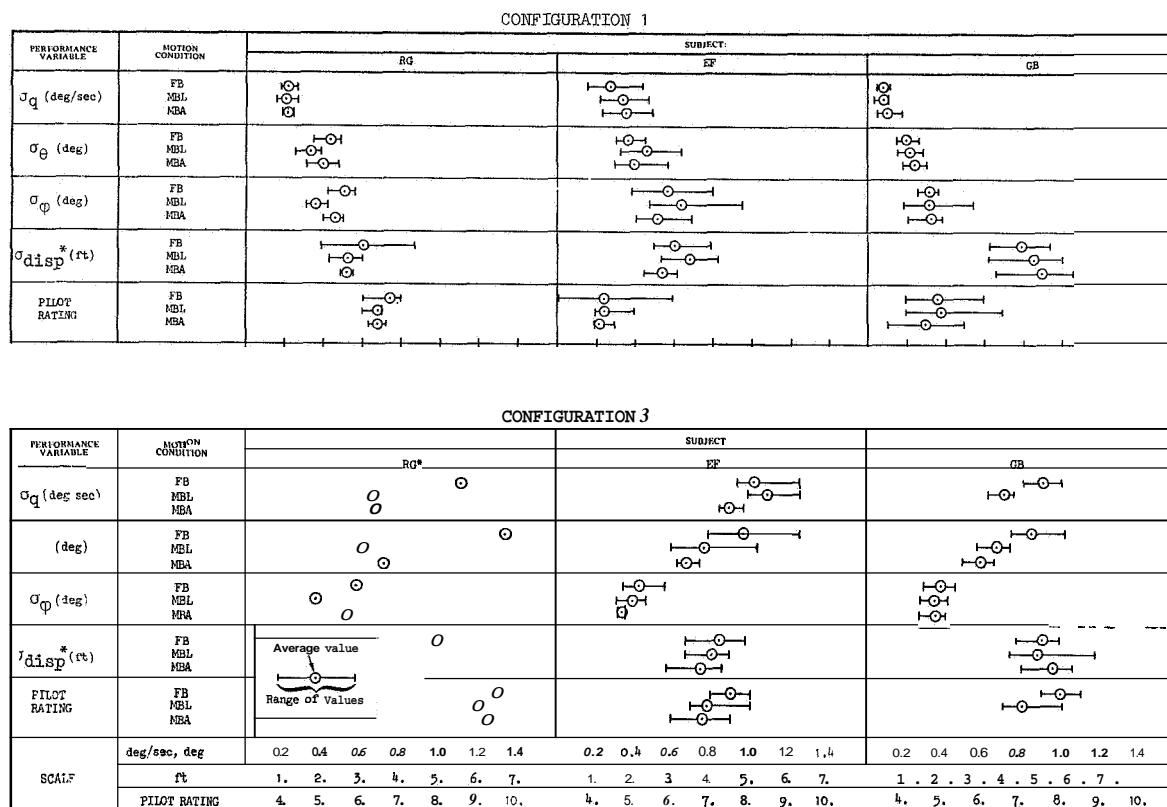 CONFIGURATION 1
PERFORMANCE VARIABLE MOTION CONDITION SUBJECT:
RG EF GB
σq (deg/sec) FB
MBL
MBA
σθ (deg) FB
MBL
MBA
σφ (deg) FB
MBL
MBA
σdisp* (ft) FB
MBL
MBA
PILOT RATING FB
MBL
MBA
CONFIGURATION 3
PERFORMANCE VARIABLE MOTION CONDITION SUBJECT
RG* EF GB
σq (deg sec) FB
MBL
MBA
(deg) FB
MBL
MBA
σφ (deg) FB
MBL
MBA
σdisp* (ft) FB
MBL
MBA
PILOT RATING FB
MBL
MBA
Average value
Range of Values
SCALE
deg/sec, deg 0.2 0.4 0.6 0.8 1.0 1.2 1.4 0.2 0.4 0.6 0.8 1.0 1.2 1.4 0.2 0.4 0.6 0.8 1.0 1.2 1.4
ft 1. 2. 3. 4. 5. 6. 7. 1. 2. 3 4. 5. 6. 7. 1. 2. 3. 4. 5. 6. 7.
PILOT RATING 4. 5. 6. 7. 8. 9. 10. 4. 5. 6. 7. 8. 9. 10. 4. 5. 6. 7. 8. 9. 10.